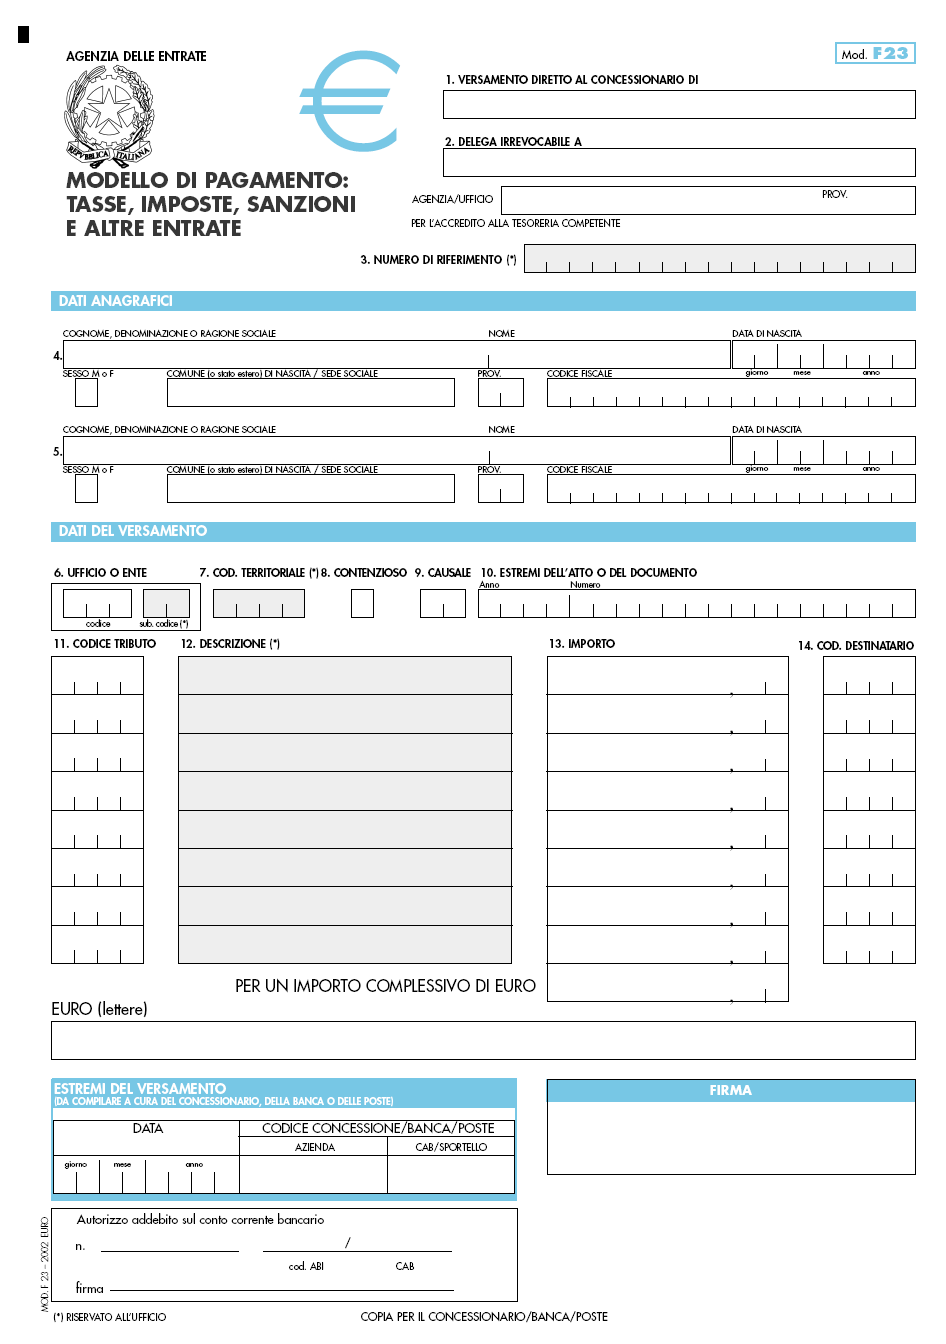 AGENZIA DELLE ENTRATE
Mod. F23
REPVBBLICA ITALIANA
MODELLO DI PAGAMENTO:
TASSE, IMPOSTE, SANZIONI
E ALTRE ENTRATE
1. VERSAMENTO DIRETTO AL CONCESSIONARIO DI
2. DELEGA IRREVOCABILE A
AGENZIA/UFFICIO PROV.
PER L'ACCREDITO ALLA TESORERIA COMPETENTE
3. NUMERO DI RIFERIMENTO (*)
DATI ANAGRAFICI
COGNOME, DENOMINAZIONE O RAGIONE SOCIALE NOME DATA DI NASCITA
4.
giorno mese anno
SESSO M o F COMUNE (o stato estero) DI NASCITA / SEDE SOCIALE PROV. CODICE FISCALE
COGNOME, DENOMINAZIONE O RAGIONE SOCIALE NOME DATA DI NASCITA
5.
giorno mese anno
SESSO M o F COMUNE (o stato estero) DI NASCITA / SEDE SOCIALE PROV. CODICE FISCALE
DATI DEL VERSAMENTO
6. UFFICIO O ENTE 7. COD. TERRITORIALE (*) 8. CONTENZIOSO 9. CAUSALE 10. ESTREMI DELL'ATTO O DEL DOCUMENTO
Anno Numero
codice sub. codice (*)
11. CODICE TRIBUTO 12. DESCRIZIONE (*) 13. IMPORTO 14. COD. DESTINATARIO
,
,
,
,
,
,
,
,
PER UN IMPORTO COMPLESSIVO DI EURO ,
EURO (lettere)
ESTREMI DEL VERSAMENTO
(DA COMPILARE A CURA DEL CONCESSIONARIO, DELLA BANCA O DELLE POSTE)
FIRMA
DATA CODICE CONCESSIONE/BANCA/POSTE
AZIENDA CAB/SPORTELLO
giorno mese anno
Autorizzo addebito sul conto corrente bancario
n. /
cod. ABI CAB
firma
MOD. F 23 – 2002 EURO
(*) RISERVATO ALL'UFFICIO COPIA PER IL CONCESSIONARIO/BANCA/POSTE